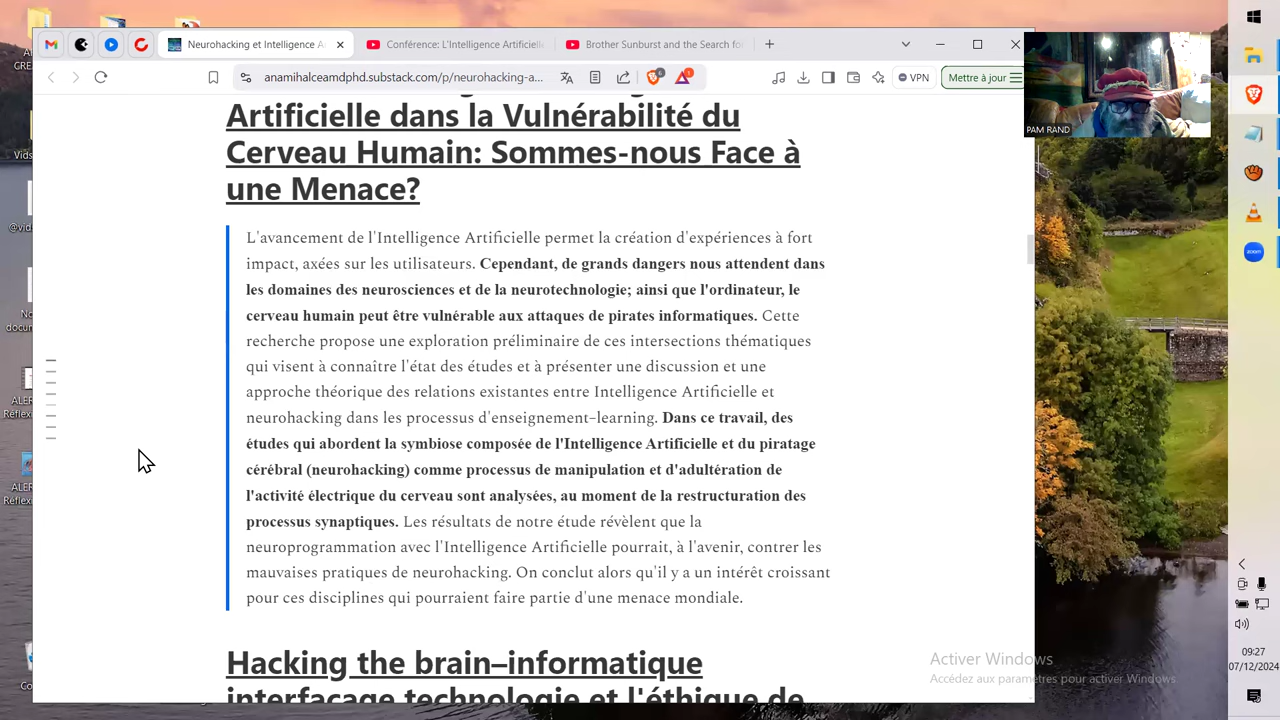 Neurohacking et Intelligence A
Conférence: L'Intelligence Artificielle
Brother Sunburst and the Search fo
anamihalceamdphd.substack.com/p/neurohacking-a...
6
1
VPN
Mettre à jour
PAM RAND
Artificielle dans la Vulnérabilité du
Cerveau Humain: Sommes-nous Face à
une Menace?
L'avancement de l'Intelligence Artificielle permet la création d'expériences à fort
impact, axées sur les utilisateurs. Cependant, de grands dangers nous attendent dans
les domaines des neurosciences et de la neurotechnologie; ainsi que l'ordinateur, le
cerveau humain peut être vulnérable aux attaques de pirates informatiques. Cette
recherche propose une exploration préliminaire de ces intersections thématiques
qui visent à connaître l'état des études et à présenter une discussion et une
approche théorique des relations existantes entre Intelligence Artificielle et
neurohacking dans les processus d'enseignement-learning. Dans ce travail, des
études qui abordent la symbiose composée de l'Intelligence Artificielle et du piratage
cérébral (neurohacking) comme processus de manipulation et d'adultération de
l'activité électrique du cerveau sont analysées, au moment de la restructuration des
processus synaptiques. Les résultats de notre étude révèlent que la
neuroprogrammation avec l'Intelligence Artificielle pourrait, à l'avenir, contrer les
mauvaises pratiques de neurohacking. On conclut alors qu'il y a un intérêt croissant
pour ces disciplines qui pourraient faire partie d'une menace mondiale.
Hacking the brain–informatique
interfaçage technologie et l'éthique de
Activer Windows
Accédez aux paramètres pour activer Windows
zoom
09:27
07/12/2024